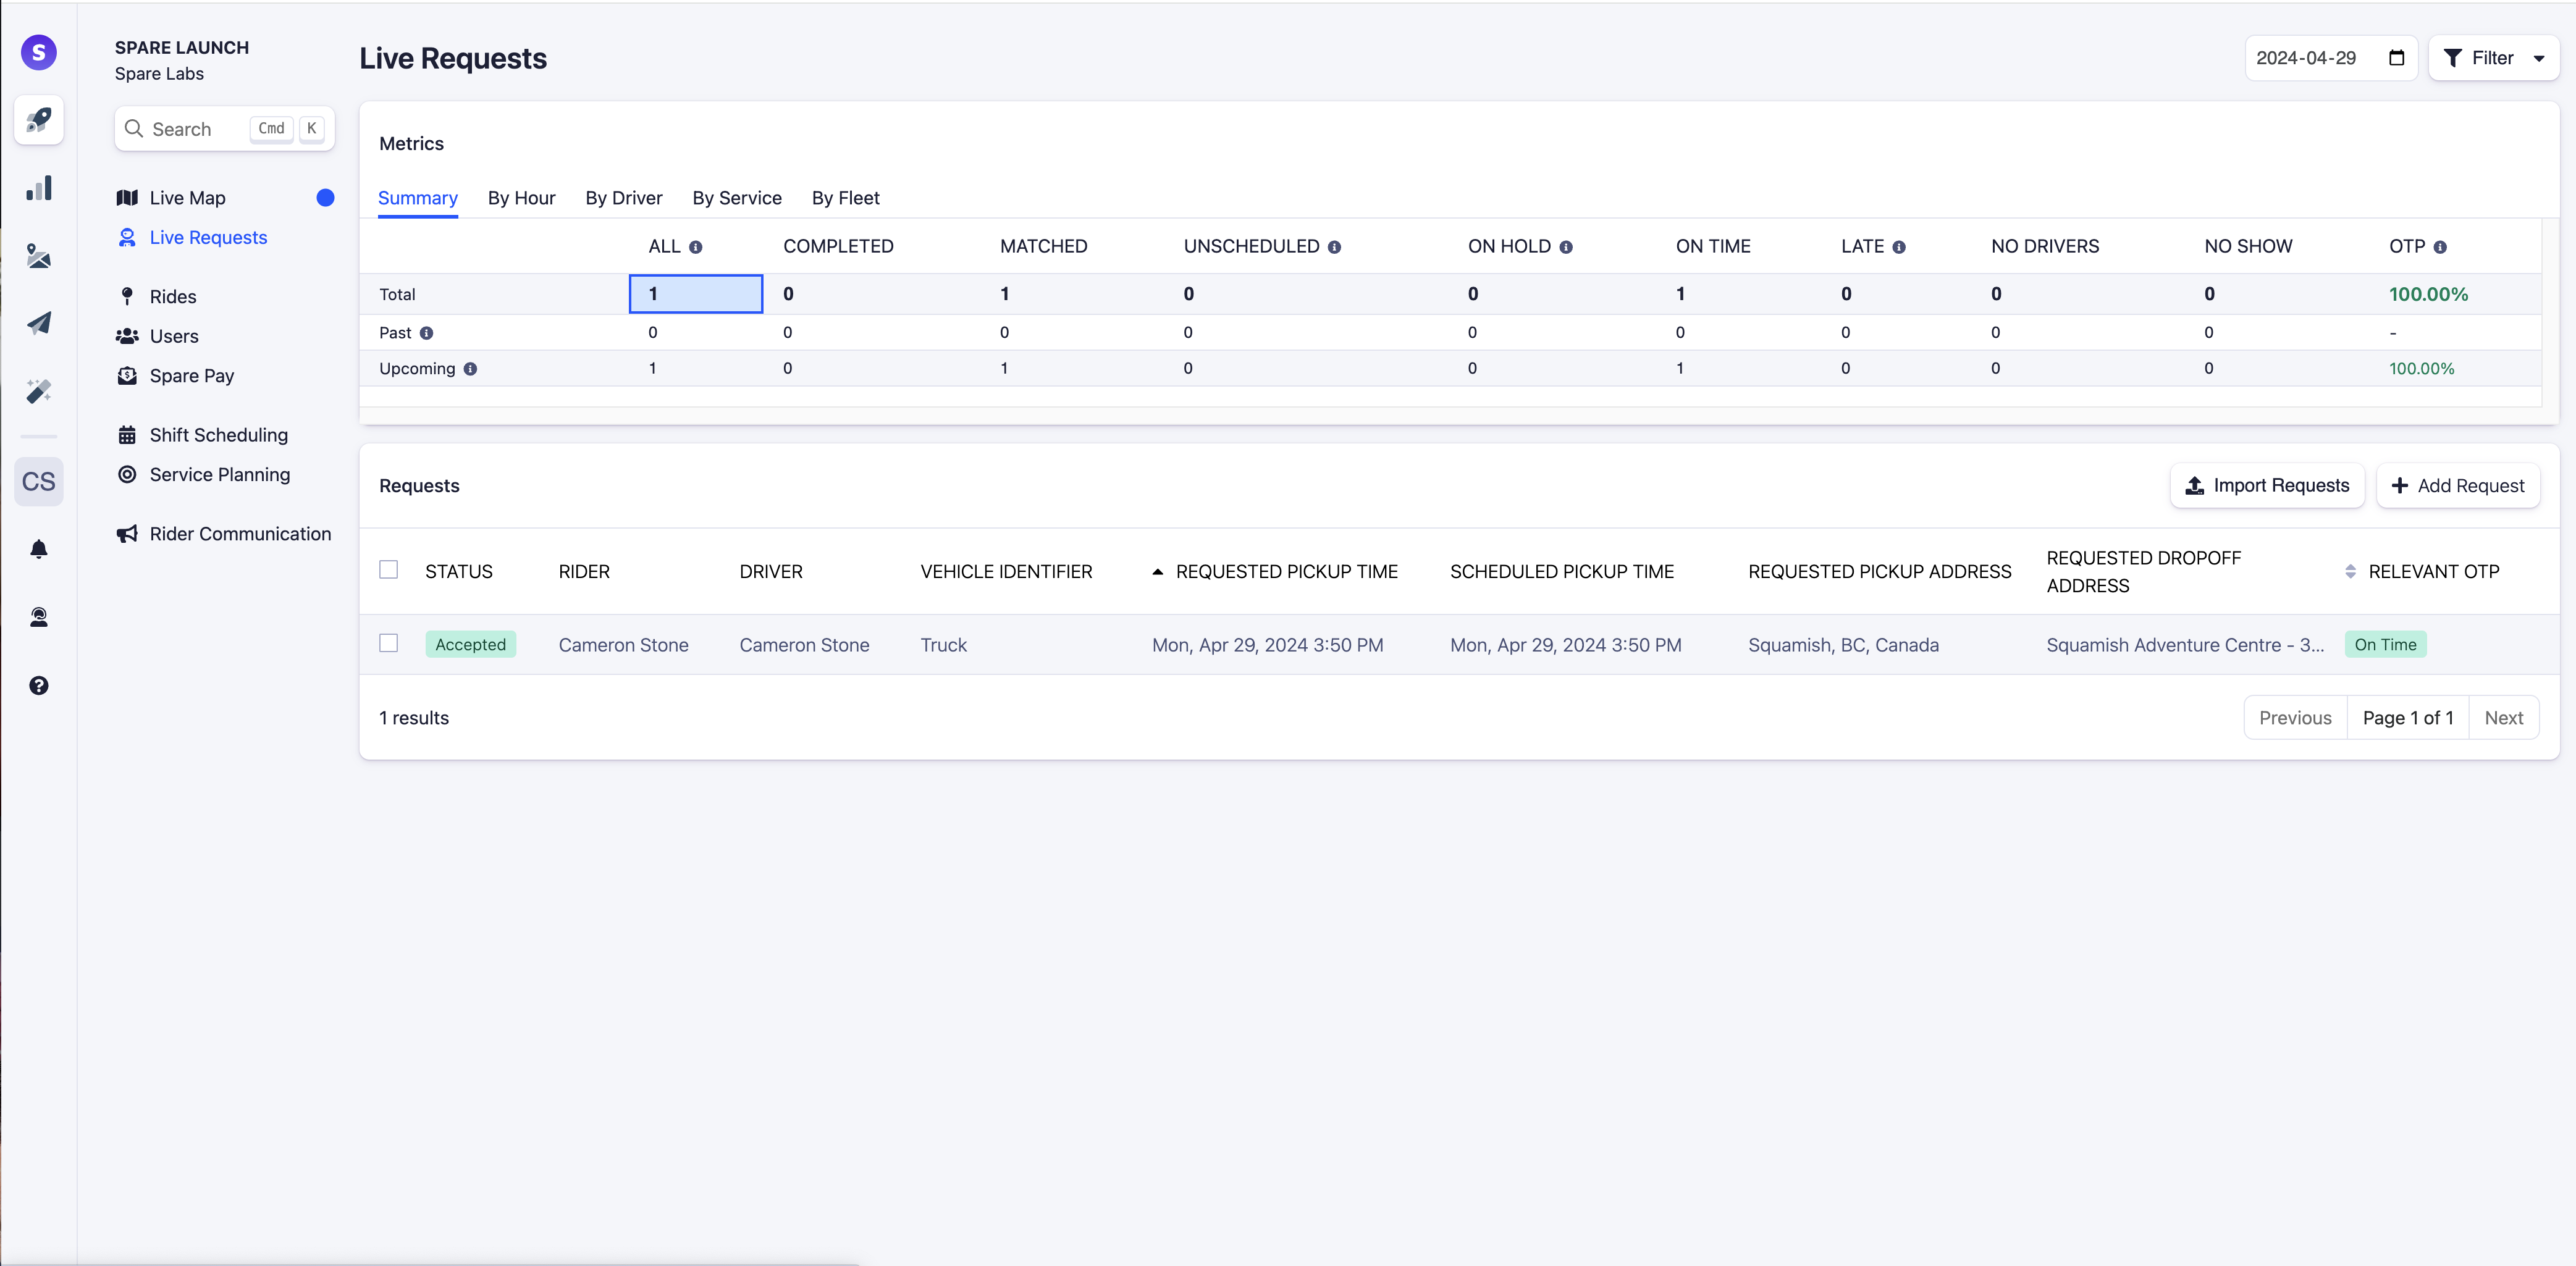 S
SPARE LAUNCH
Spare Labs
Search Cmd K
Live Map
Live Requests
Rides
Users
Spare Pay
Shift Scheduling
Service Planning
Rider Communication
CS
Live Requests
2024-04-29
Filter
Metrics
Summary By Hour By Driver By Service By Fleet
ALL COMPLETED MATCHED UNSCHEDULED ON HOLD ON TIME LATE NO DRIVERS NO SHOW OTP
Total 1 0 1 0 0 1 0 0 0 100.00%
Past 0 0 0 0 0 0 0 0 0 -
Upcoming 1 0 1 0 0 1 0 0 0 100.00%
Requests
Import Requests
Add Request
STATUS RIDER DRIVER VEHICLE IDENTIFIER REQUESTED PICKUP TIME SCHEDULED PICKUP TIME REQUESTED PICKUP ADDRESS REQUESTED DROPOFF
ADDRESS RELEVANT OTP
Accepted Cameron Stone Cameron Stone Truck Mon, Apr 29, 2024 3:50 PM Mon, Apr 29, 2024 3:50 PM Squamish, BC, Canada Squamish Adventure Centre - 3... On Time
1 results
Previous Page 1 of 1 Next